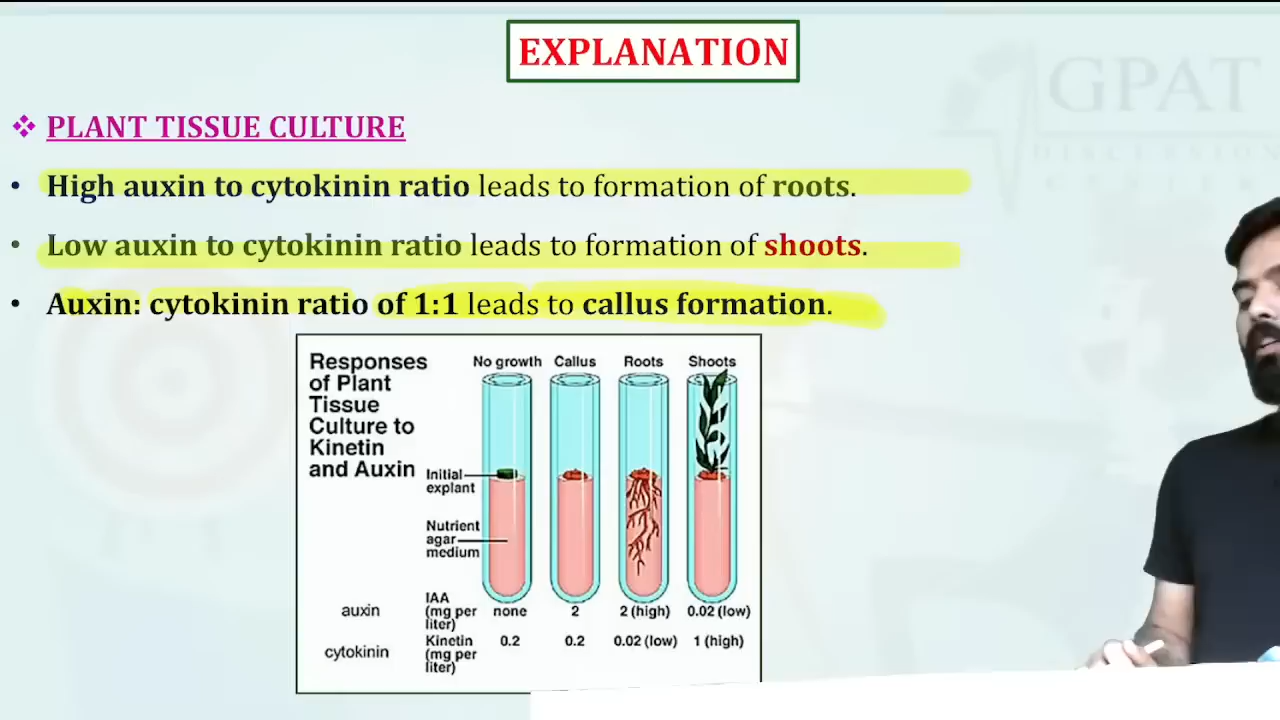 EXPLANATION
GPAT
DISCUSSION
CENTER
❖ PLANT TISSUE CULTURE
• High auxin to cytokinin ratio leads to formation of roots.
• Low auxin to cytokinin ratio leads to formation of shoots.
• Auxin: cytokinin ratio of 1:1 leads to callus formation.
Responses
of Plant
Tissue
Culture to
Kinetin
and Auxin
No growth Callus Roots Shoots
Initial
explant
Nutrient
agar
medium
auxin IAA (mg per liter) none 2 2 (high) 0.02 (low)
cytokinin Kinetin (mg per liter) 0.2 0.2 0.02 (low) 1 (high)